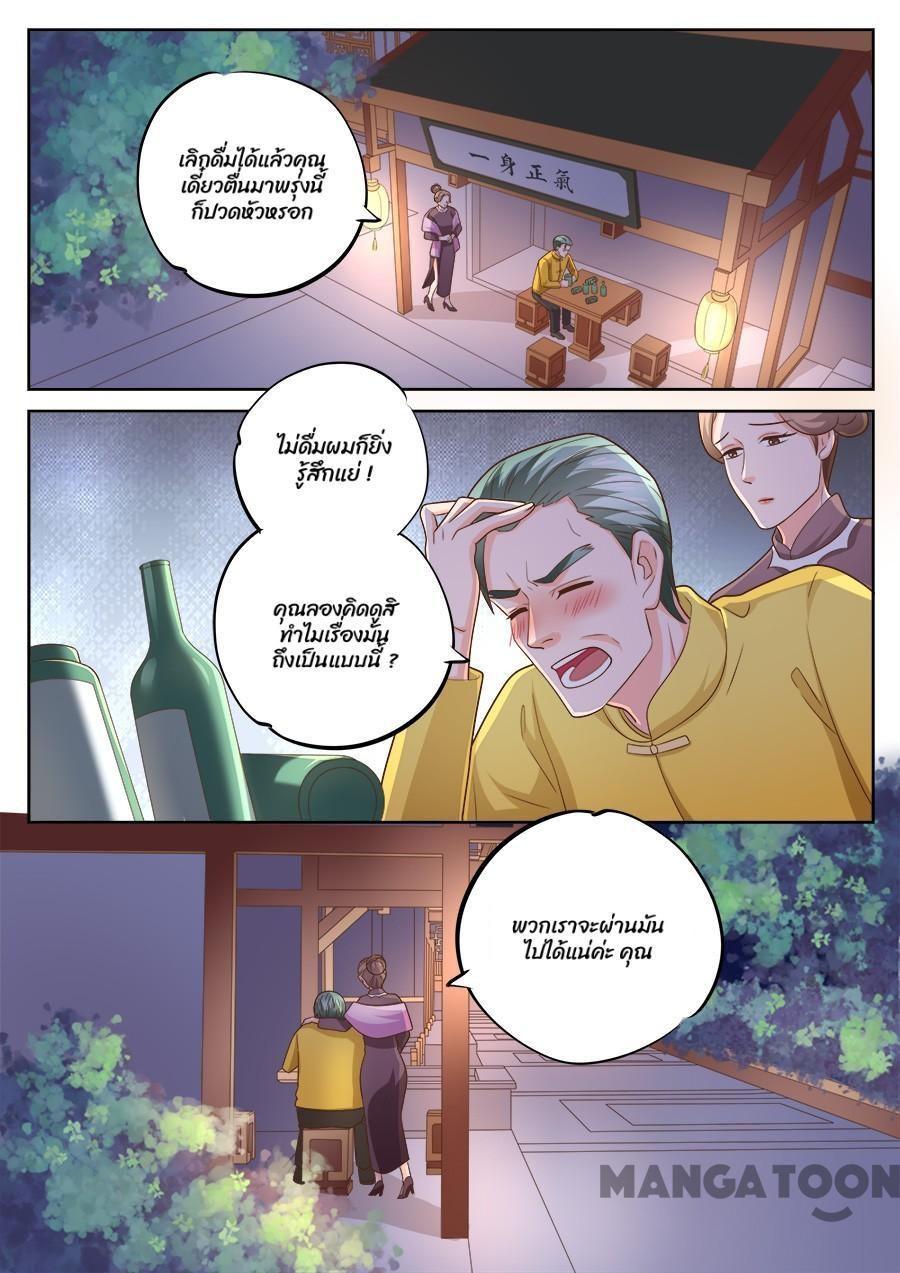 เลิกดื่มได้แล้วคุณ
เดี๋ยวตื่นมาพรุ่งนี้
ก็ปวดหัวหรอก
一身正氣
ไม่ดื่มผมก็ยิ่ง
รู้สึกแย่ !
คุณลองคิดดูสิ
ทำไมเรื่องมัน
ถึงเป็นแบบนี้ ?
พวกเราจะผ่านมัน
ไปได้แน่ค่ะ คุณ
MANGA TOON